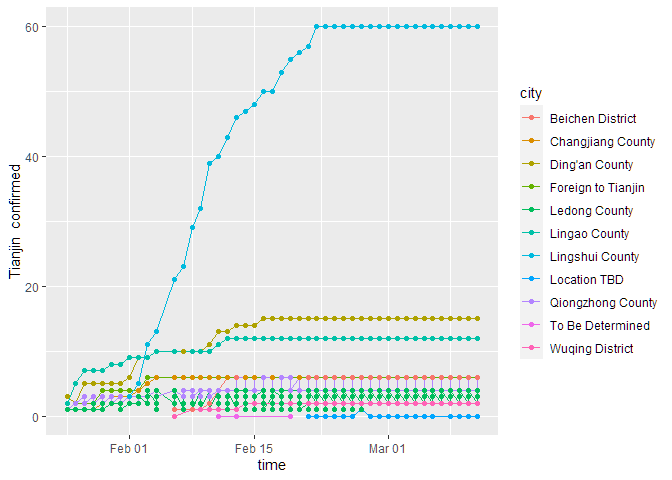 60
40
20
0
Tianjin confirmed
Feb 01
Feb 15
Mar 01
time
city
Beichen District
Changjiang County
Ding'an County
Foreign to Tianjin
Ledong County
Lingao County
Lingshui County
Location TBD
Qiongzhong County
To Be Determined
Wuqing District